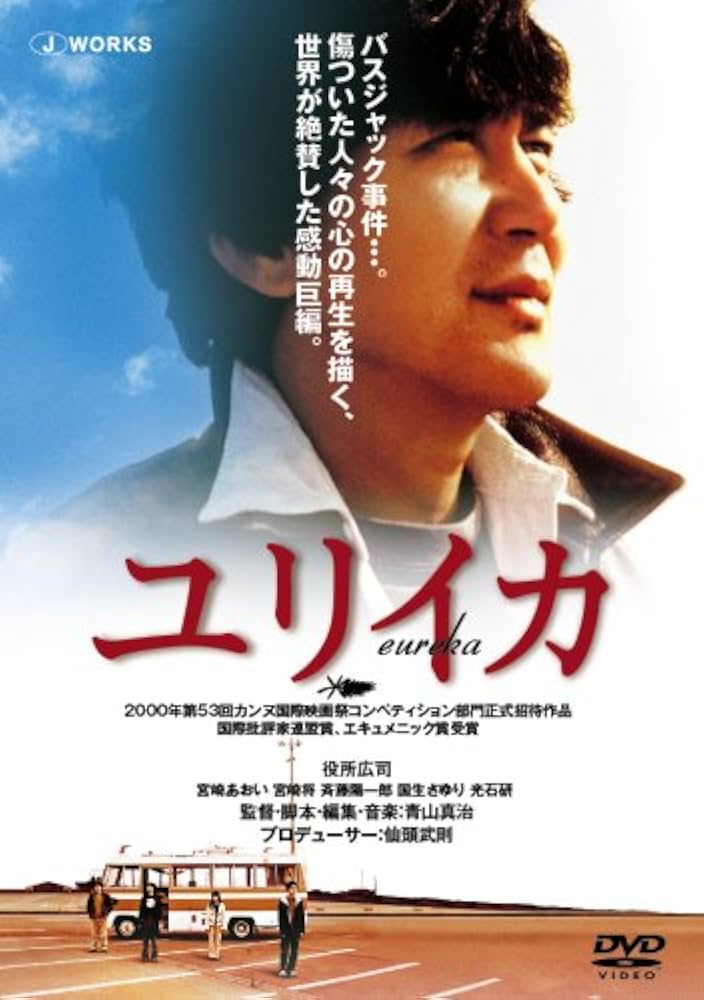 J WORKS
バスジャック事件…。
傷ついた人々の心の再生を描く、
世界が絶賛した感動巨編。
ユリイカ
eureka
2000年第53回カンヌ国際映画祭コンペティション部門正式招待作品
国際批評家連盟賞、エキュメニック賞受賞
役所広司
宮﨑あおい 宮﨑将 斉藤陽一郎 国生さゆり 光石研
監督・脚本・編集・音楽:青山真治
プロデューサー:仙頭武則
DVD
VIDEO